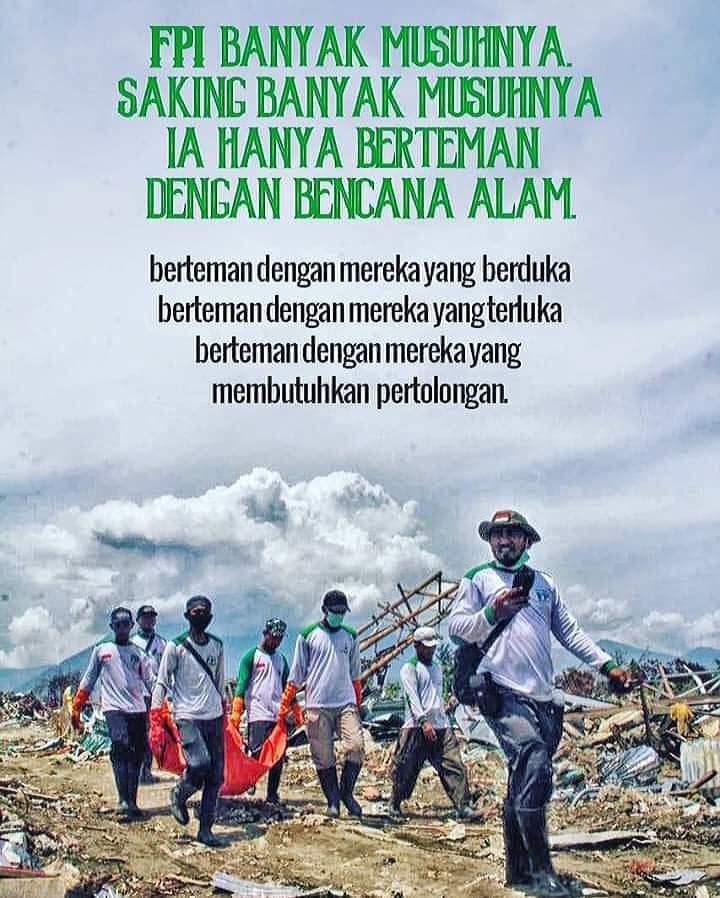 FPI BANYAK MUSUHNYA.
SAKING BANYAK MUSUHNYA
IA HANYA BERTEMAN
DENGAN BENCANA ALAM.
berteman dengan mereka yang berduka
berteman dengan mereka yang terluka
berteman dengan mereka yang
membutuhkan pertolongan.